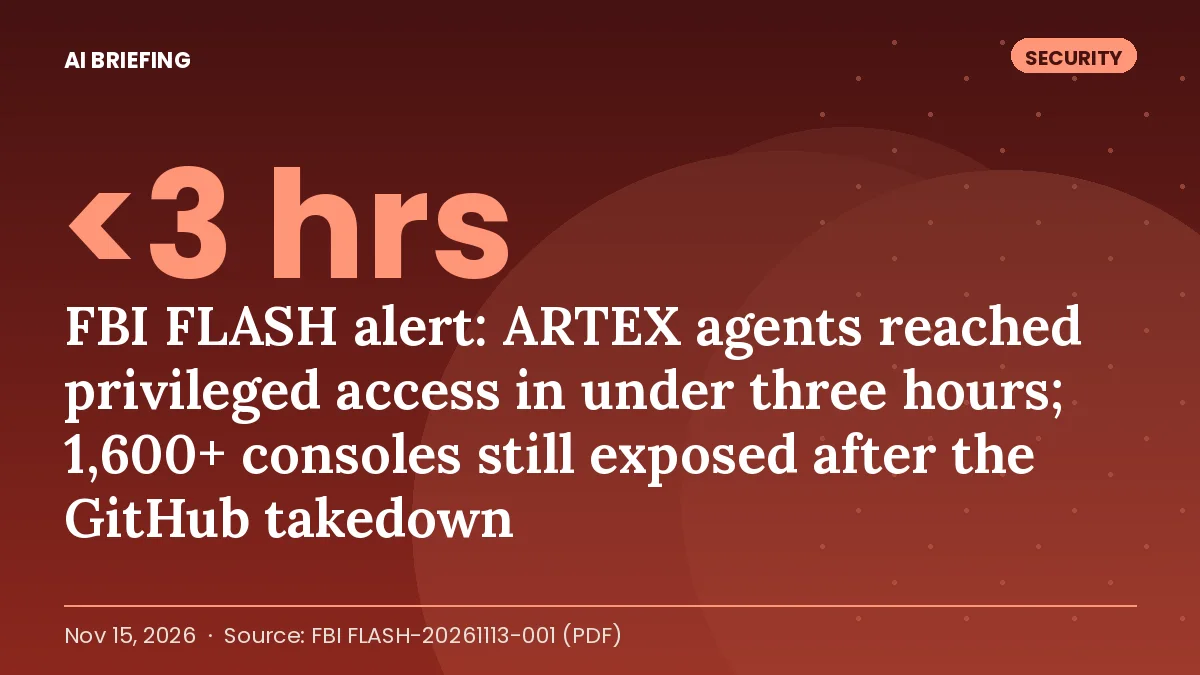 AI BRIEFING
SECURITY
<3 hrs
FBI FLASH alert: ARTEX agents reached
privileged access in under three hours;
1,600+ consoles still exposed after the
GitHub takedown
Nov 15, 2026 · Source: FBI FLASH-20261113-001 (PDF)